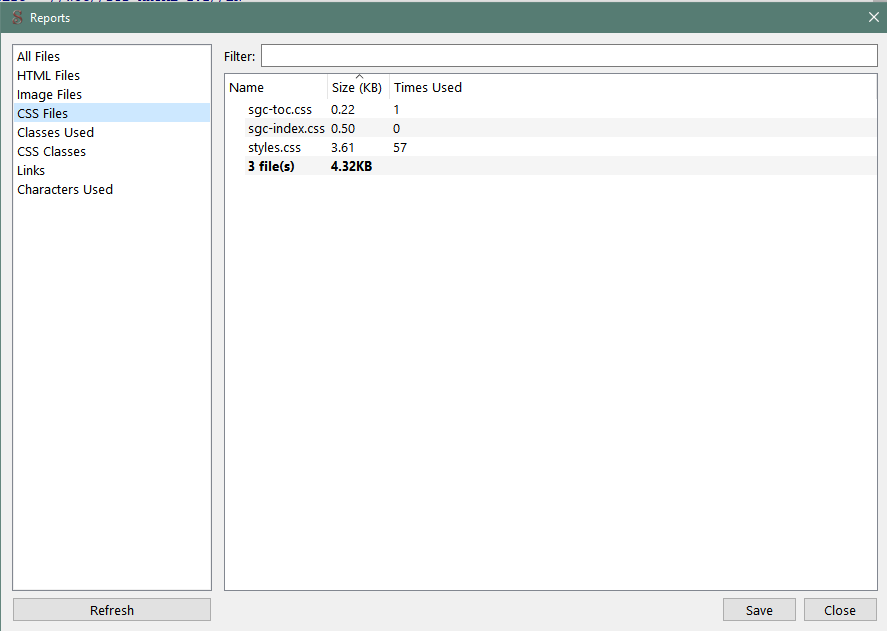 Reports
All Files
HTML Files
Image Files
CSS Files
Classes Used
CSS Classes
Links
Characters Used
Refresh
Filter:
Name Size (KB) Times Used
sgc-toc.css 0.22 1
sgc-index.css 0.50 0
styles.css 3.61 57
3 file(s) 4.32KB
Save Close